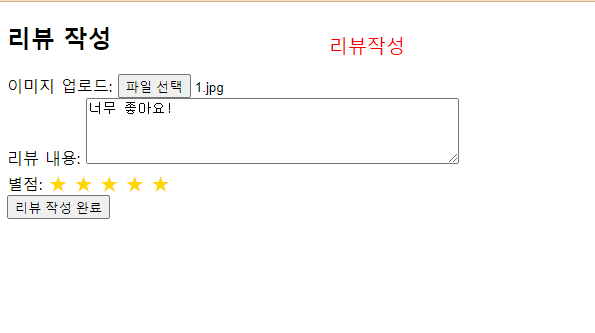 리뷰 작성
리뷰작성
이미지 업로드: 파일 선택 1.jpg
너무 좋아요!
리뷰 내용:
별점: ★ ★ ★ ★ ★
리뷰 작성 완료